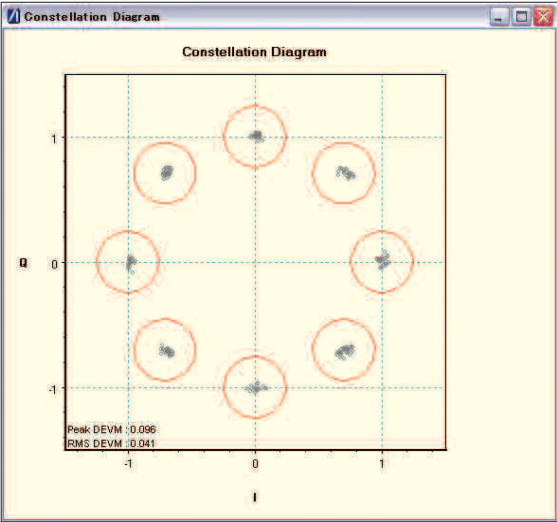 Constellation Diagram
Constellation Diagram
1
Q
0
-1
Peak DEVM : 0.096
RMS DEVM : 0.041
-1
0
1
I